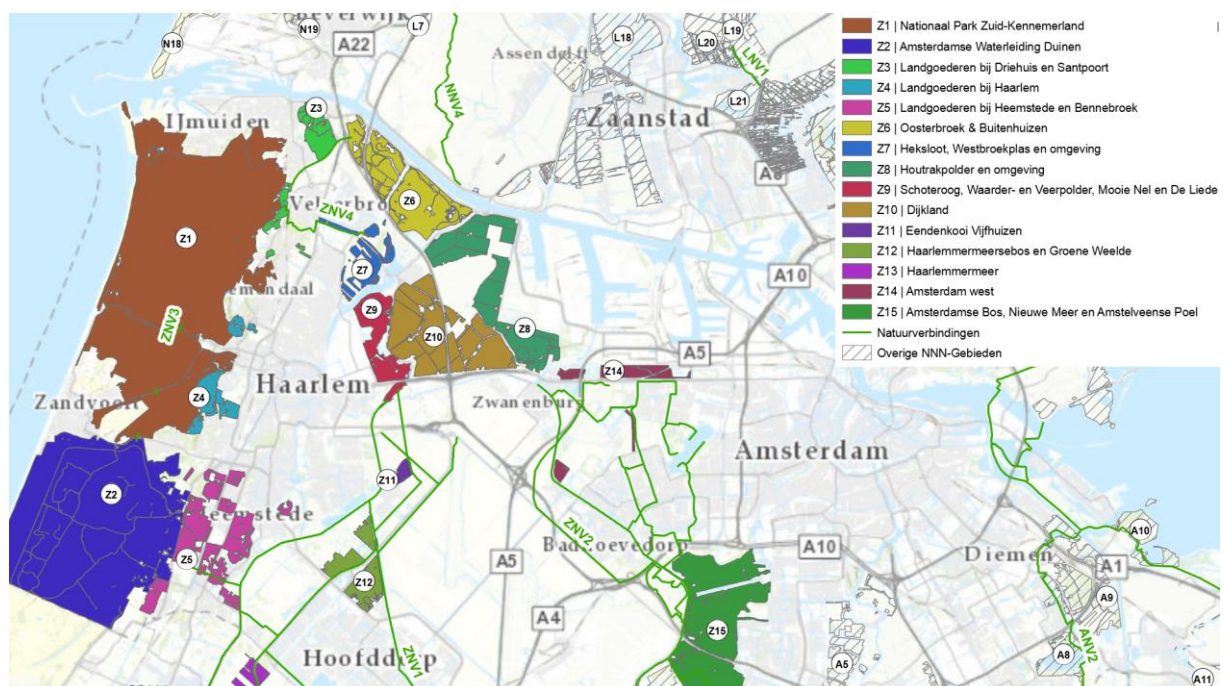 Z1 | Nationaal Park Zuid-Kennemerland
Z2 | Amsterdamse Waterleiding Duinen
Z3 | Landgoederen bij Driehuis en Santpoort
Z4 | Landgoederen bij Haarlem
Z5 | Landgoederen bij Heemstede en Bennebroek
Z6 | Oosterbroek & Buitenhuizen
Z7 | Heksloot, Westbroekplas en omgeving
Z8 | Houtrakpolder en omgeving
Z9 | Schoteroog, Waarder- en Veerpolder, Mooie Nel en De Liede
Z10 | Dijkland
Z11 | Eendenkooi Vijfhuizen
Z12 | Haarlemmermeersebos en Groene Weelde
Z13 | Haarlemmermeer
Z14 | Amsterdam west
Z15 | Amsterdamse Bos, Nieuwe Meer en Amstelveense Poel
Natuurverbindingen
Overige NNN-Gebieden
N18
N19
L7
A22
L18
L19
L20
Assendelft
LNV1
NNV4
L21
Z3
IJmuiden
Zaanstad
A8
Z6
ZNV4
Z1
Z7
A10
Z9
Z10
Z8
ZNV3
A5
Z14
Haarlem
Zandvoort
Z4
Zwanenburg
Amsterdam
Z11
Z2
ZNV2
A10
Z5
A5
A10
Diemen
A1
Z12
A9
A4
Z15
Hoofddorp
ZNV1
A5
A8
ANV2
A11